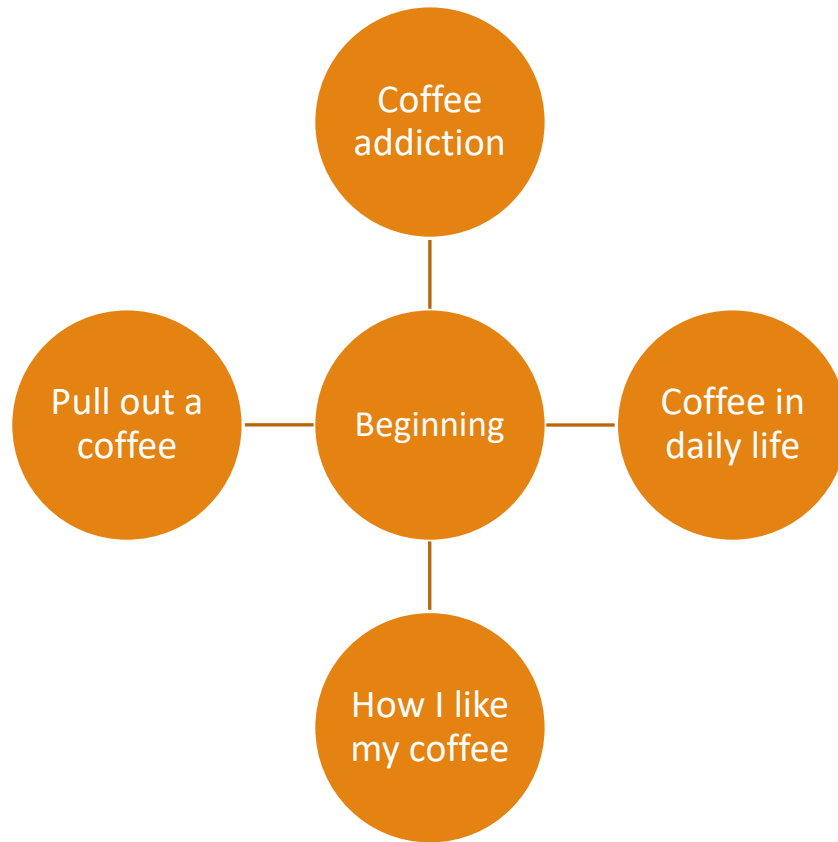 Coffee
addiction
Pull out a
coffee
Beginning
Coffee in
daily life
How I like
my coffee